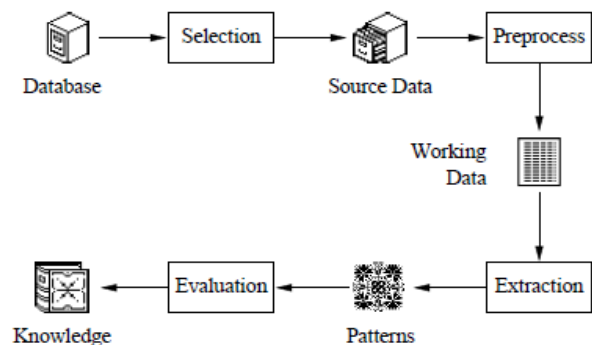 Selection
Preprocess
Database
Source Data
Working
Data
Evaluation
Extraction
Knowledge
Patterns